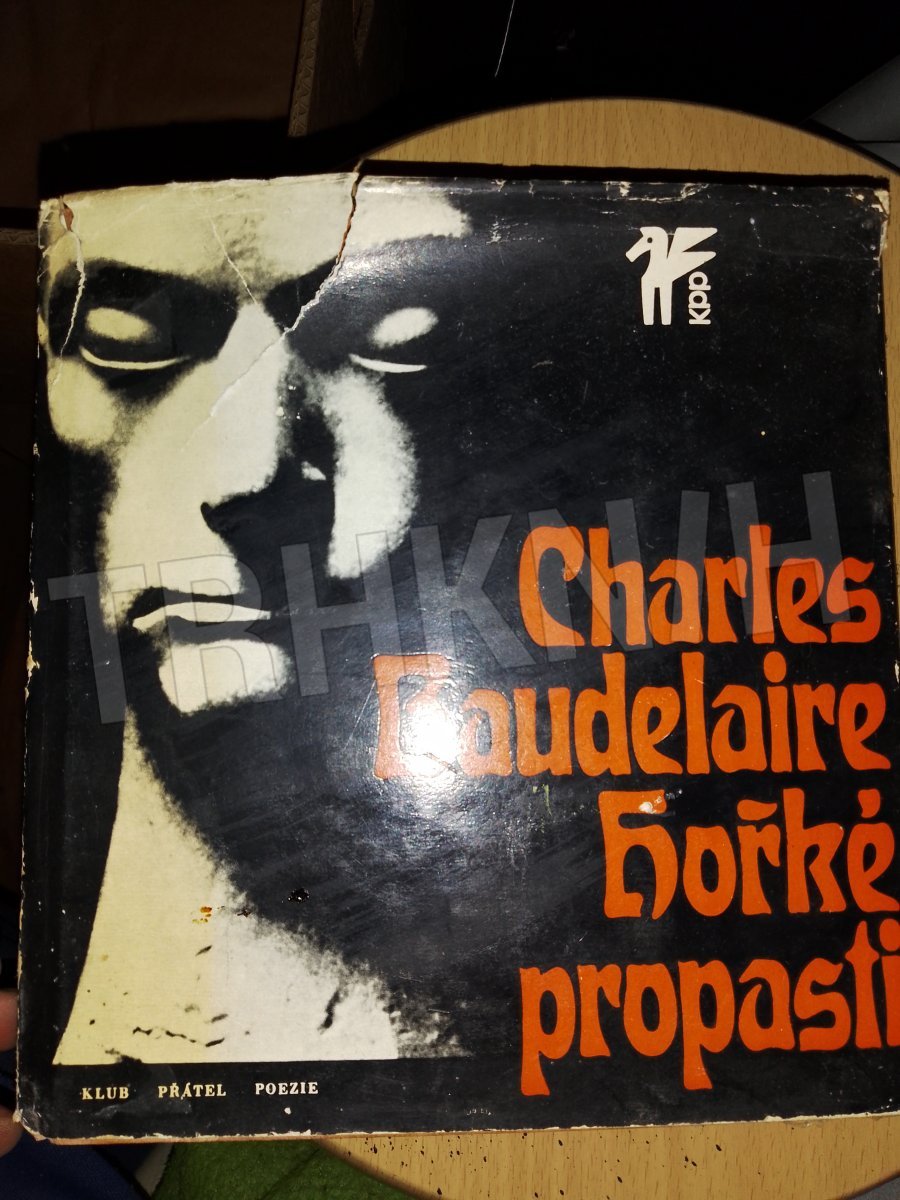 kpp
TRHKNIH
Charles
Baudelaire
Hořké
propasti
KLUB PŘÁTEL POEZIE